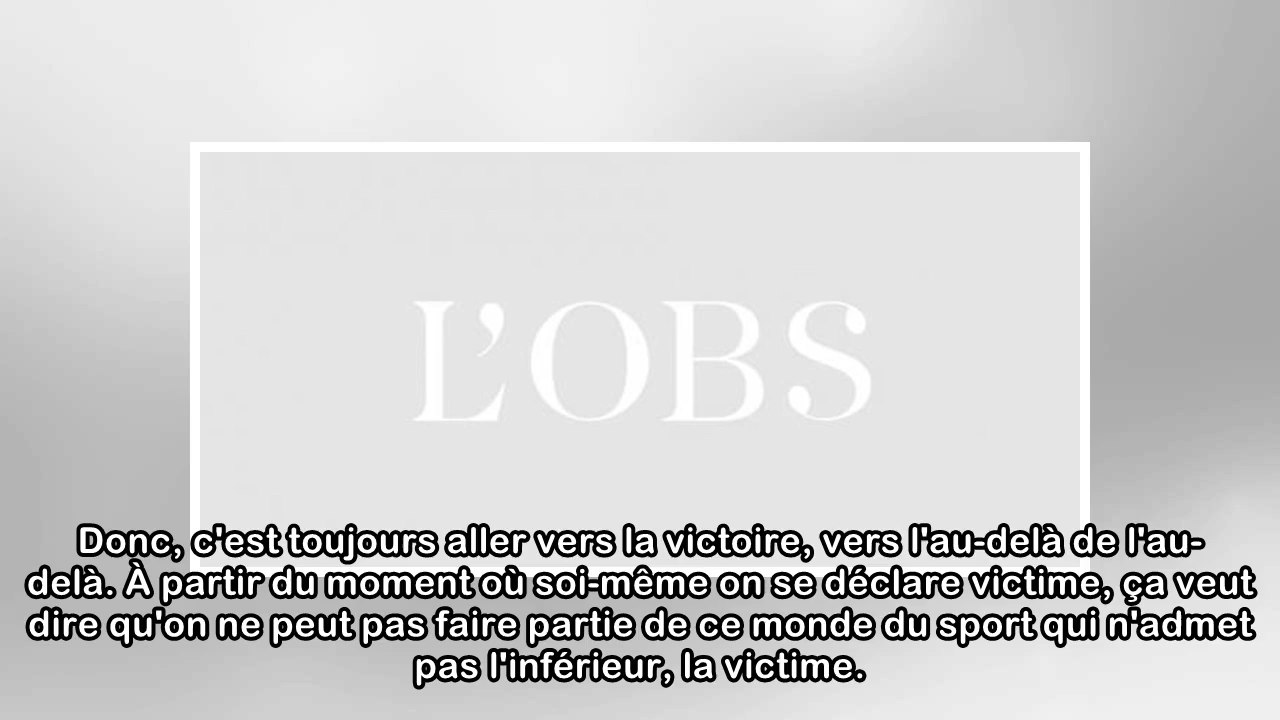 L'OBS
Donc, c'est toujours aller vers la victoire, vers l'au-delà de l'au-
delà. À partir du moment où soi-même on se déclare victime, ça veut
dire qu'on ne peut pas faire partie de ce monde du sport qui n'admet
pas l'inférieur, la victime.